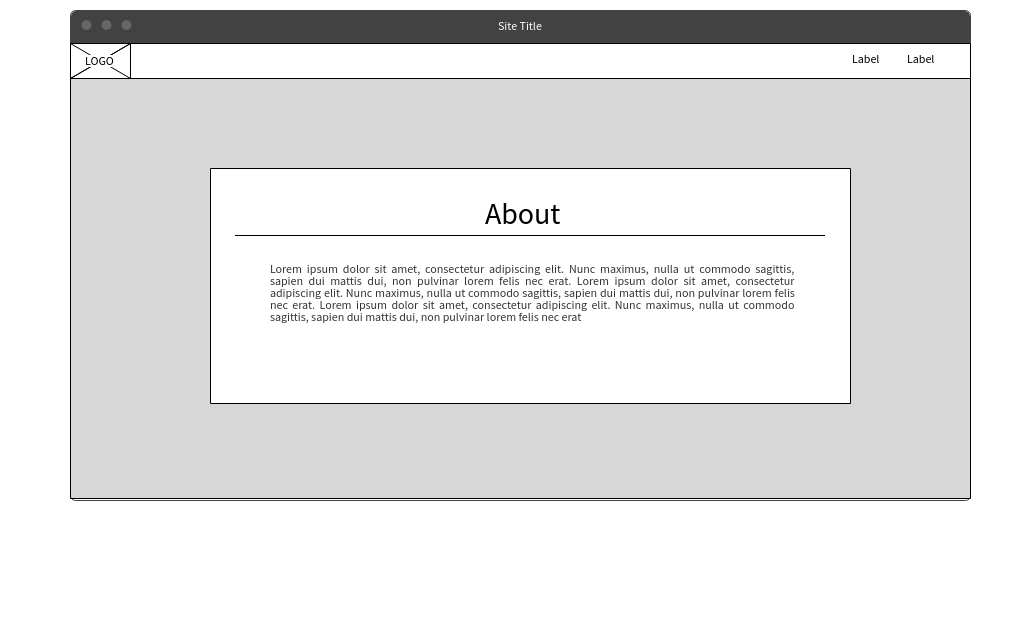 Site Title
LOGO
Label
Label
About
Lorem ipsum dolor sit amet, consectetur adipiscing elit. Nunc maximus, nulla ut commodo sagittis,
sapien dui mattis dui, non pulvinar lorem felis nec erat. Lorem ipsum dolor sit amet, consectetur
adipiscing elit. Nunc maximus, nulla ut commodo sagittis, sapien dui mattis dui, non pulvinar lorem felis
nec erat. Lorem ipsum dolor sit amet, consectetur adipiscing elit. Nunc maximus, nulla ut commodo
sagittis, sapien dui mattis dui, non pulvinar lorem felis nec erat